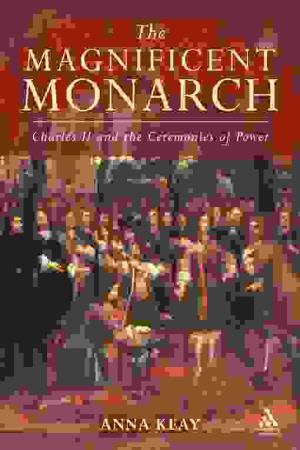 The
MAGNIFICENT
MONARCH
Charles II and the Ceremonies of Power
ANNA KEAY